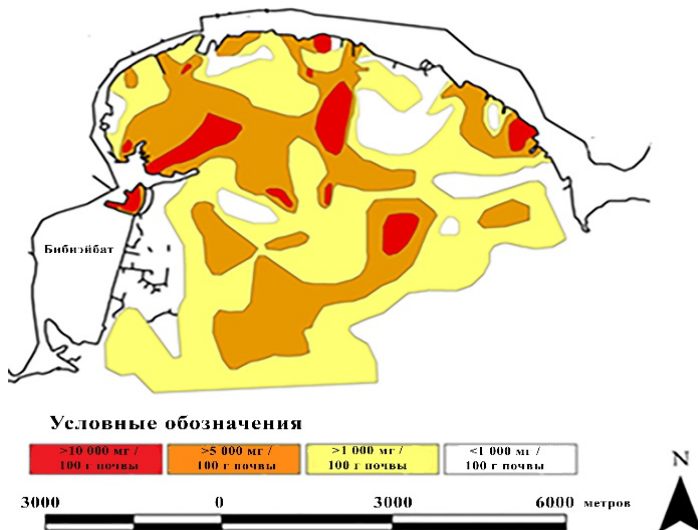 Бибиэйбат
Условные обозначения
>10 000 мг /
100 г почвы
>5 000 мг /
100 г почвы
>1 000 мг /
100 г почвы
<1 000 мг /
100 г почвы
N
3000 0 3000 6000 метров